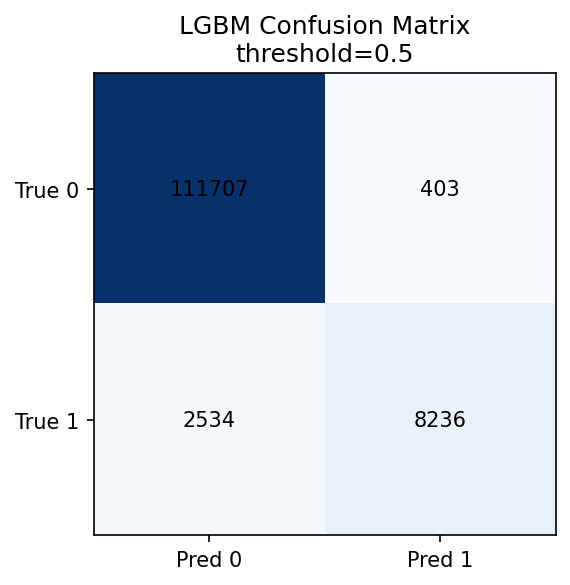 LGBM Confusion Matrix
threshold=0.5
True 0
111707
403
True 1
2534
8236
Pred 0
Pred 1